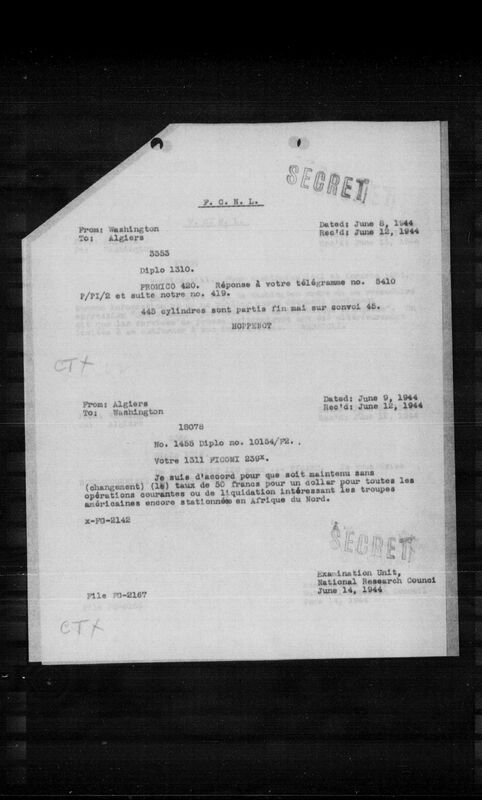 SECRET
F. C. N. L.
From: Washington
To: Algiers
Dated: June 8, 1944
Rec'd: June 12, 1944
3353
Diplo 1310.
PROMICO 420. Réponse à votre télégramme no. 5410
P/PI/2 et suite notre no. 419.
445 cylindres sont partis fin mai sur convoi 45.
HOPPENOT
CTX
From: Algiers
To: Washington
Dated: June 9, 1944
Rec'd: June 12, 1944
18078
No. 1455 Diplo no. 10154/F2.
Votre 1311 FICOMI 239x.
Je suis d'accord pour que soit maintenu sans
(changement) (le) taux de 50 francs pour un dollar pour toutes les
opérations courantes ou de liquidation intéressant les troupes
américaines encore stationnées en Afrique du Nord.
x-FG-2142
SECRET
Examination Unit,
National Research Counci
June 14, 1944
File FG-2167
CTX